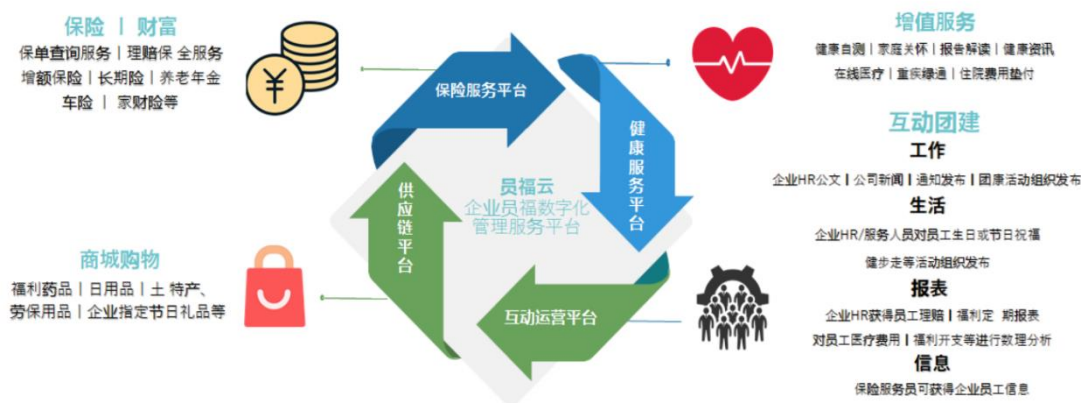 保险 | 财富
保单查询服务 | 理赔保 全服务
增额保险 | 长期险 | 养老年金
车险 | 家财险等
保险服务平台
健康服务平台
供应链平台
互动运营平台
员福云
企业员福数字化
管理服务平台
商城购物
福利药品 | 日用品 | 土 特产、
劳保用品 | 企业指定节日礼品等
增值服务
健康自测 | 家庭关怀 | 报告解读 | 健康资讯
在线医疗 | 重疾绿通 | 住院费用垫付
互动团建
工作
企业HR公文 | 公司新闻 | 通知发布 | 团康活动组织发布
生活
企业HR/服务人员对员工生日或节日祝福
健步走等活动组织发布
报表
企业HR获得员工理赔 | 福利定 期报表
对员工医疗费用 | 福利开支等进行数理分析
信息
保险服务员可获得企业员工信息